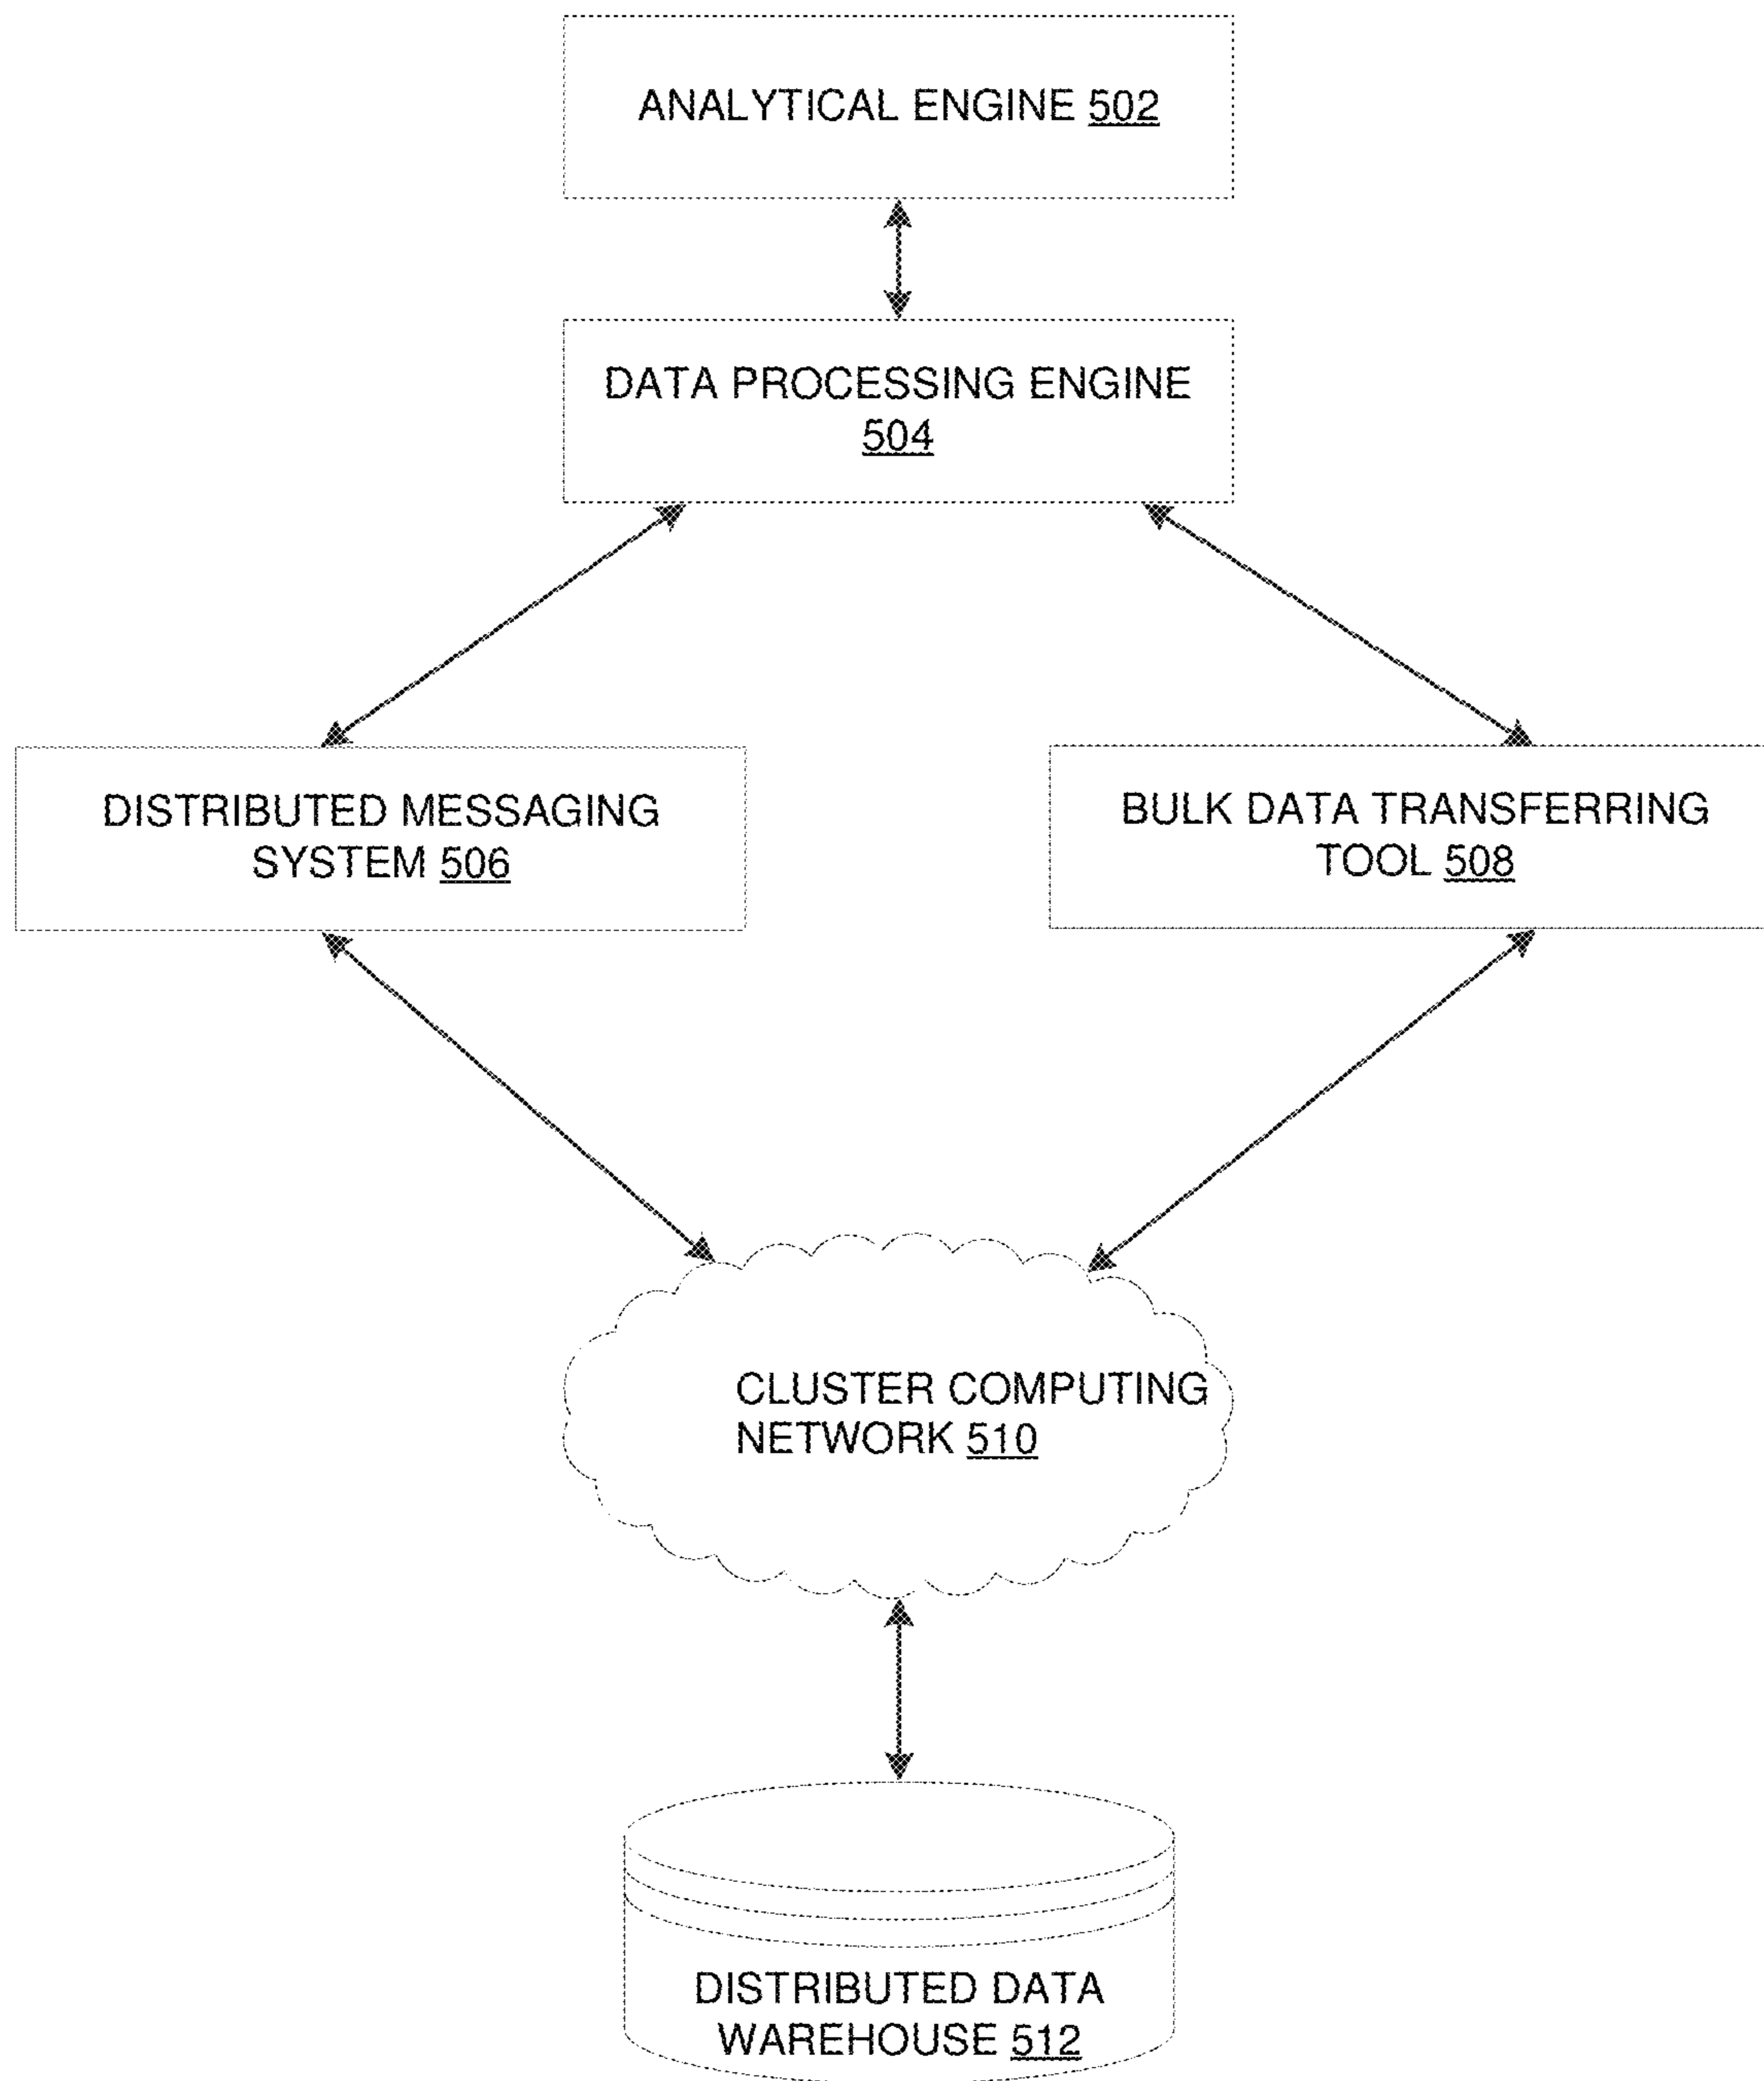 ANALYTICAL ENGINE 502
DATA PROCESSING ENGINE
504
DISTRIBUTED MESSAGING
SYSTEM 506
BULK DATA TRANSFERRING
TOOL 508
CLUSTER COMPUTING
NETWORK 510
DISTRIBUTED DATA
WAREHOUSE 512